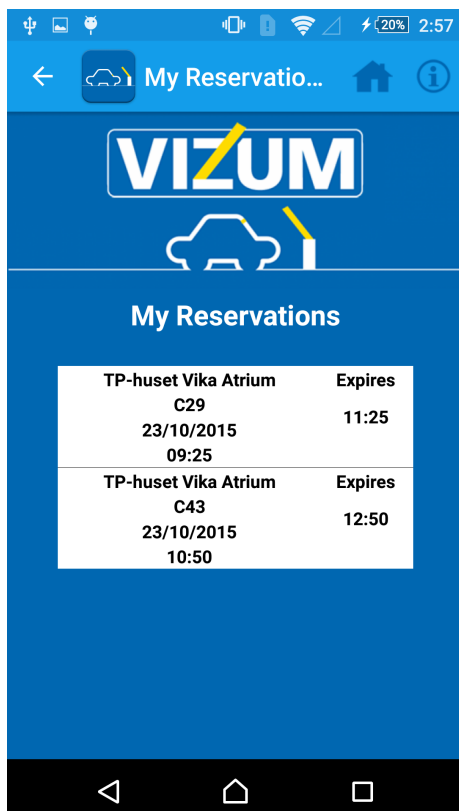 20% 2:57
My Reservatio...
VIZUM
My Reservations
TP-huset Vika Atrium Expires
C29
11:25
23/10/2015
09:25
TP-huset Vika Atrium Expires
C43
12:50
23/10/2015
10:50